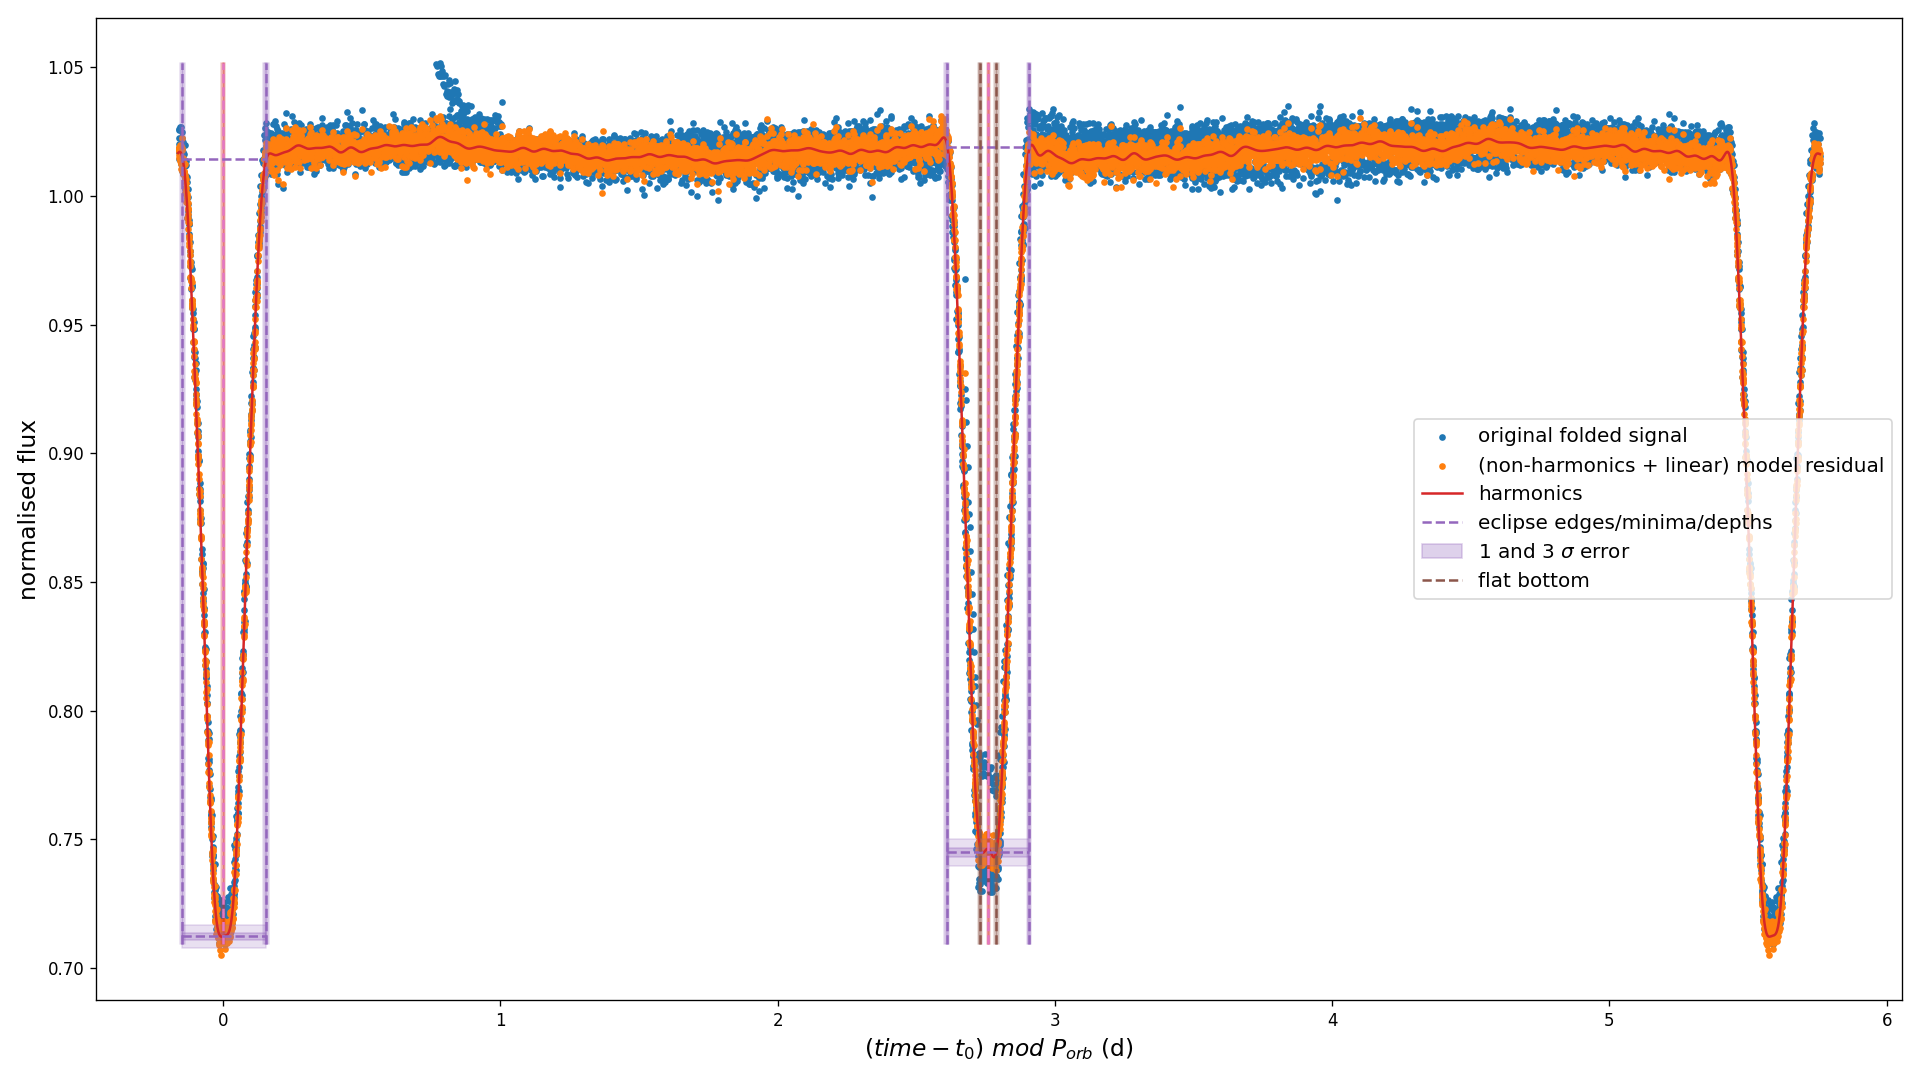 1.05
1.00
0.95
0.90
0.85
0.80
0.75
0.70
normalised flux
original folded signal
(non-harmonics + linear) model residual
harmonics
eclipse edges/minima/depths
1 and 3 σ error
flat bottom
0 1 2 3 4 5 6
(time − t₀) mod Pₒᵣb (d)